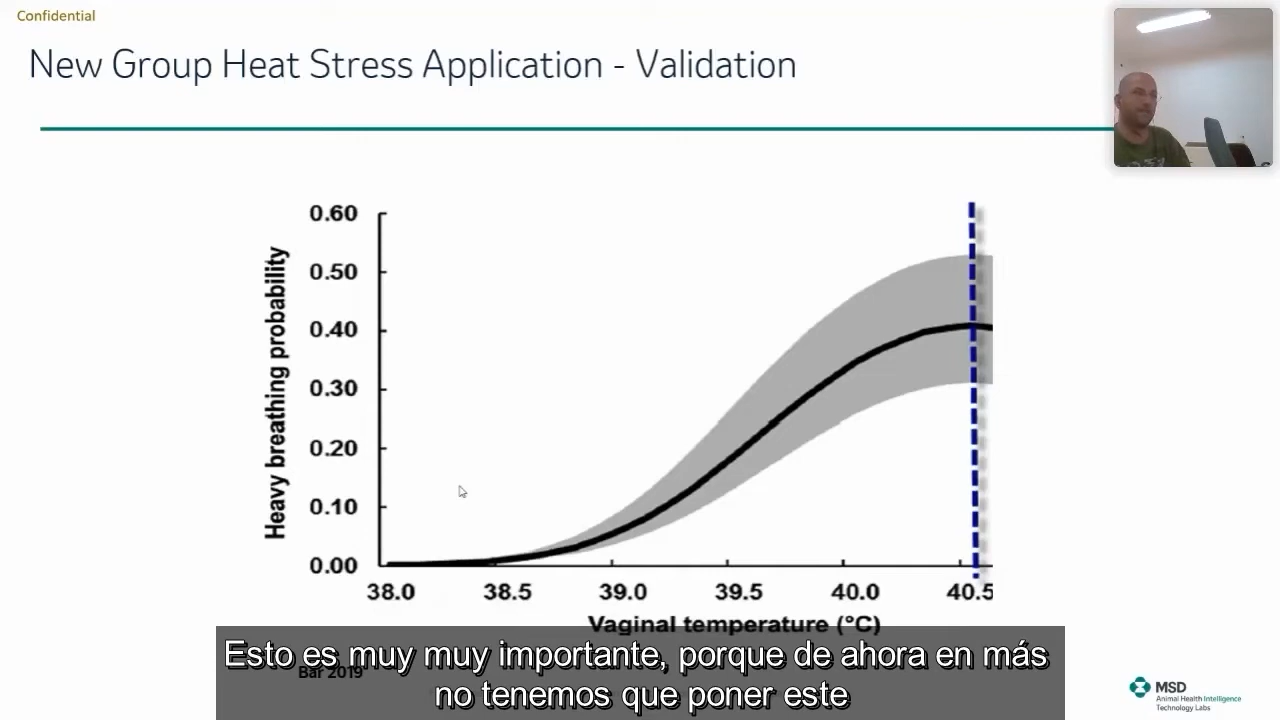 Confidential
New Group Heat Stress Application - Validation
Heavy breathing probability
0.60
0.50
0.40
0.30
0.20
0.10
0.00
38.0 38.5 39.0 39.5 40.0 40.5
Vaginal temperature (°C)
Esto es muy muy importante, porque de ahora en más
no tenemos que poner este
Bar 2019
MSD
Animal Health Intelligence
Technology Labs